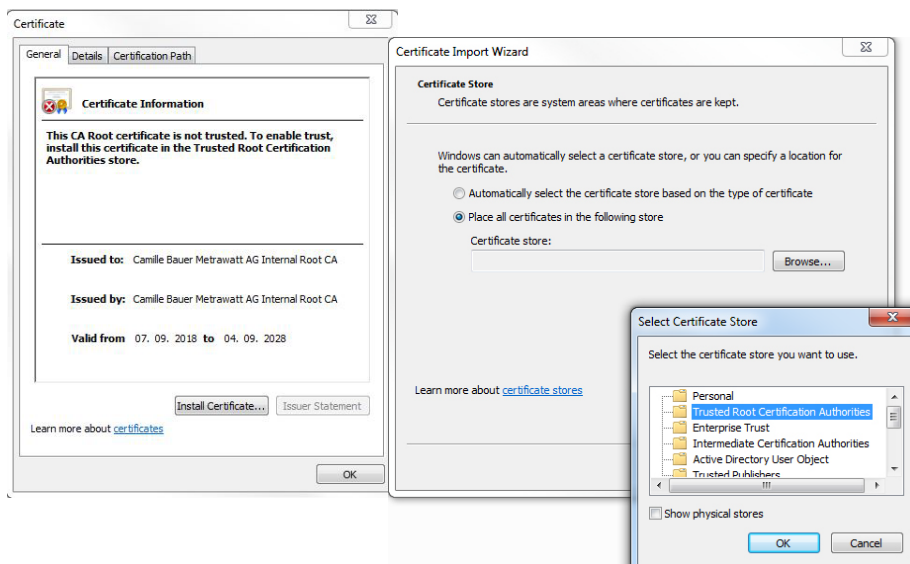 Certificate
General
Details
Certification Path
Certificate Information
This CA Root certificate is not trusted. To enable trust,
install this certificate in the Trusted Root Certification
Authorities store.
Issued to: Camille Bauer Metrawatt AG Internal Root CA
Issued by: Camille Bauer Metrawatt AG Internal Root CA
Valid from 07. 09. 2018 to 04. 09. 2028
Install Certificate...
Issuer Statement
Learn more about certificates
OK
Certificate Import Wizard
Certificate Store
Certificate stores are system areas where certificates are kept.
Windows can automatically select a certificate store, or you can specify a location for
the certificate.
Automatically select the certificate store based on the type of certificate
Place all certificates in the following store
Certificate store:
Browse...
Learn more about certificate stores
Select Certificate Store
Select the certificate store you want to use.
Personal
Trusted Root Certification Authorities
Enterprise Trust
Intermediate Certification Authorities
Active Directory User Object
Trusted Publishers
Show physical stores
OK
Cancel